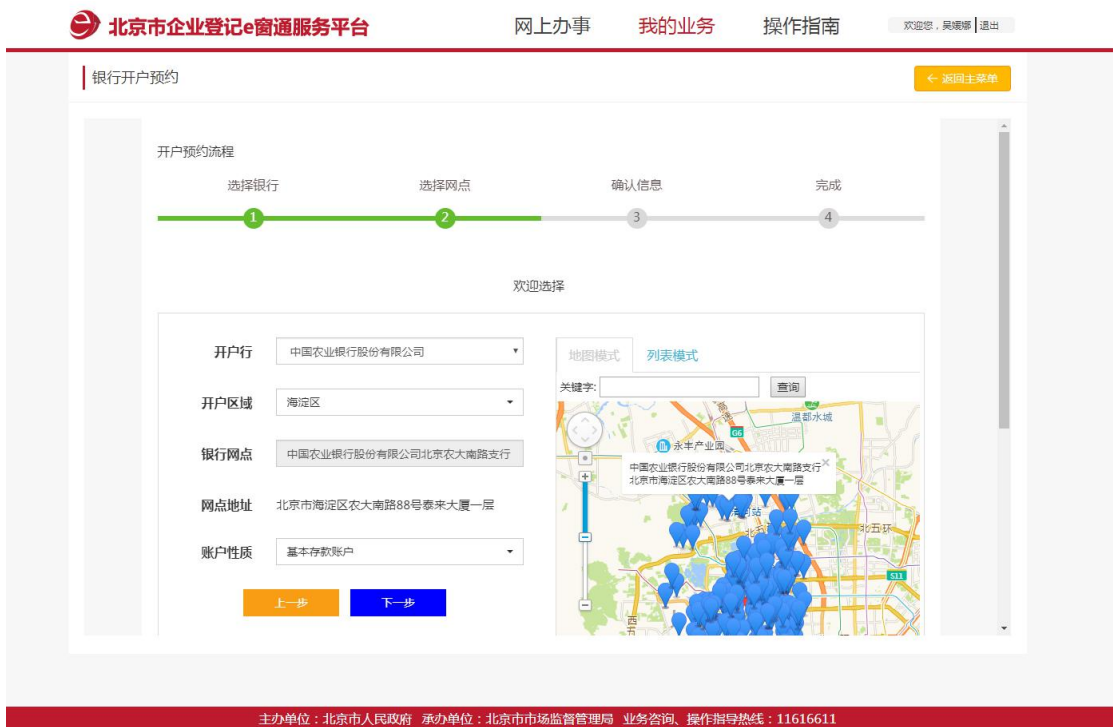 北京市企业登记e窗通服务平台
网上办事 我的业务 操作指南
欢迎您，吴媛娜 退出
银行开户预约
← 返回主菜单
开户预约流程
选择银行 选择网点 确认信息 完成
1 2 3 4
欢迎选择
开户行 中国农业银行股份有限公司
开户区域 海淀区
银行网点 中国农业银行股份有限公司北京农大南路支行
网点地址 北京市海淀区农大南路88号泰来大厦一层
账户性质 基本存款账户
上一步 下一步
地图模式 列表模式
关键字: 查询
温都水城
G6
永丰产业园
中国农业银行股份有限公司北京农大南路支行
北京市海淀区农大南路88号泰来大厦一层
北五环
S11
西五
主办单位：北京市人民政府 承办单位：北京市市场监督管理局 业务咨询、操作指导热线：11616611